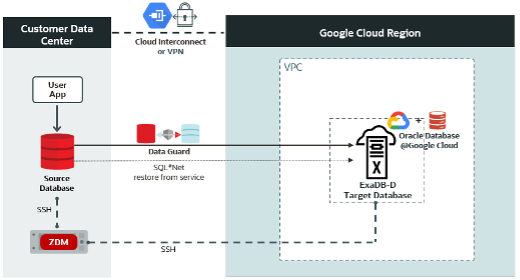 Customer Data
Center
Cloud Interconnect
or VPN
Google Cloud Region
VPC
User
App
Oracle Database
@Google Cloud
Data Guard
SQL*Net
restore from service
Source
Database
ExaDB-D
Target Database
SSH
ZDM
SSH
X
+